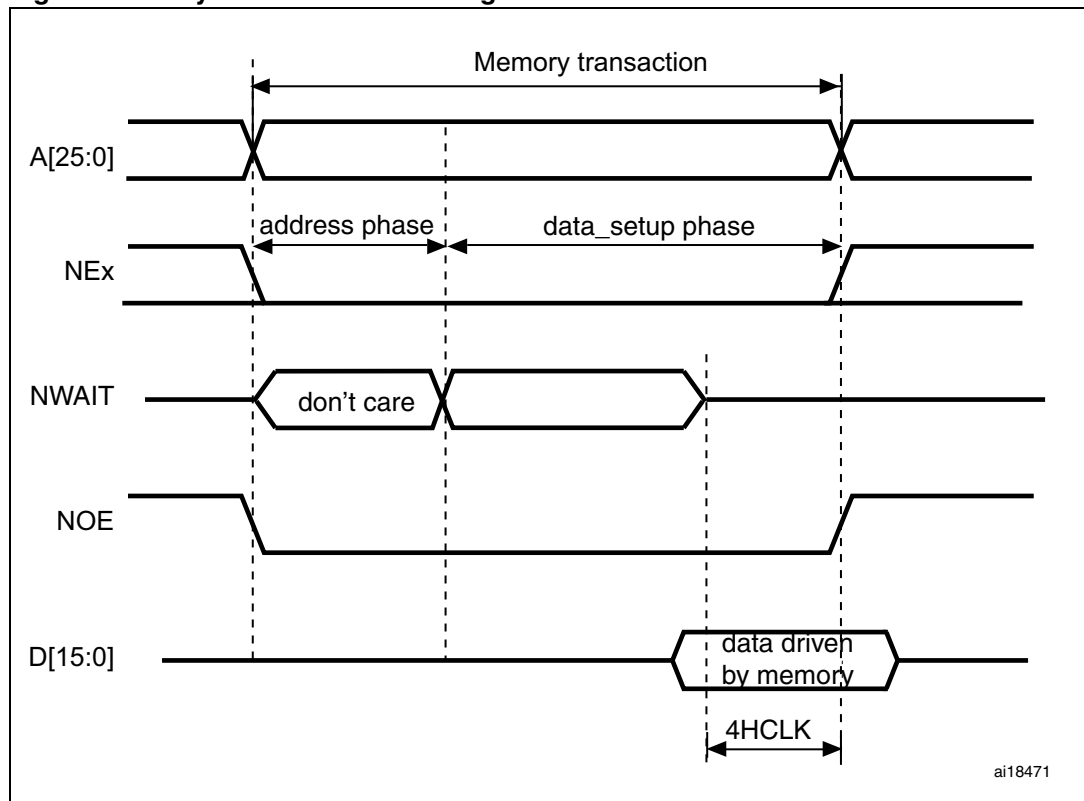 Memory transaction
A[25:0]
address phase
data_setup phase
NEx
NWAIT
don't care
NOE
D[15:0]
data driven
by memory
4HCLK
ai18471